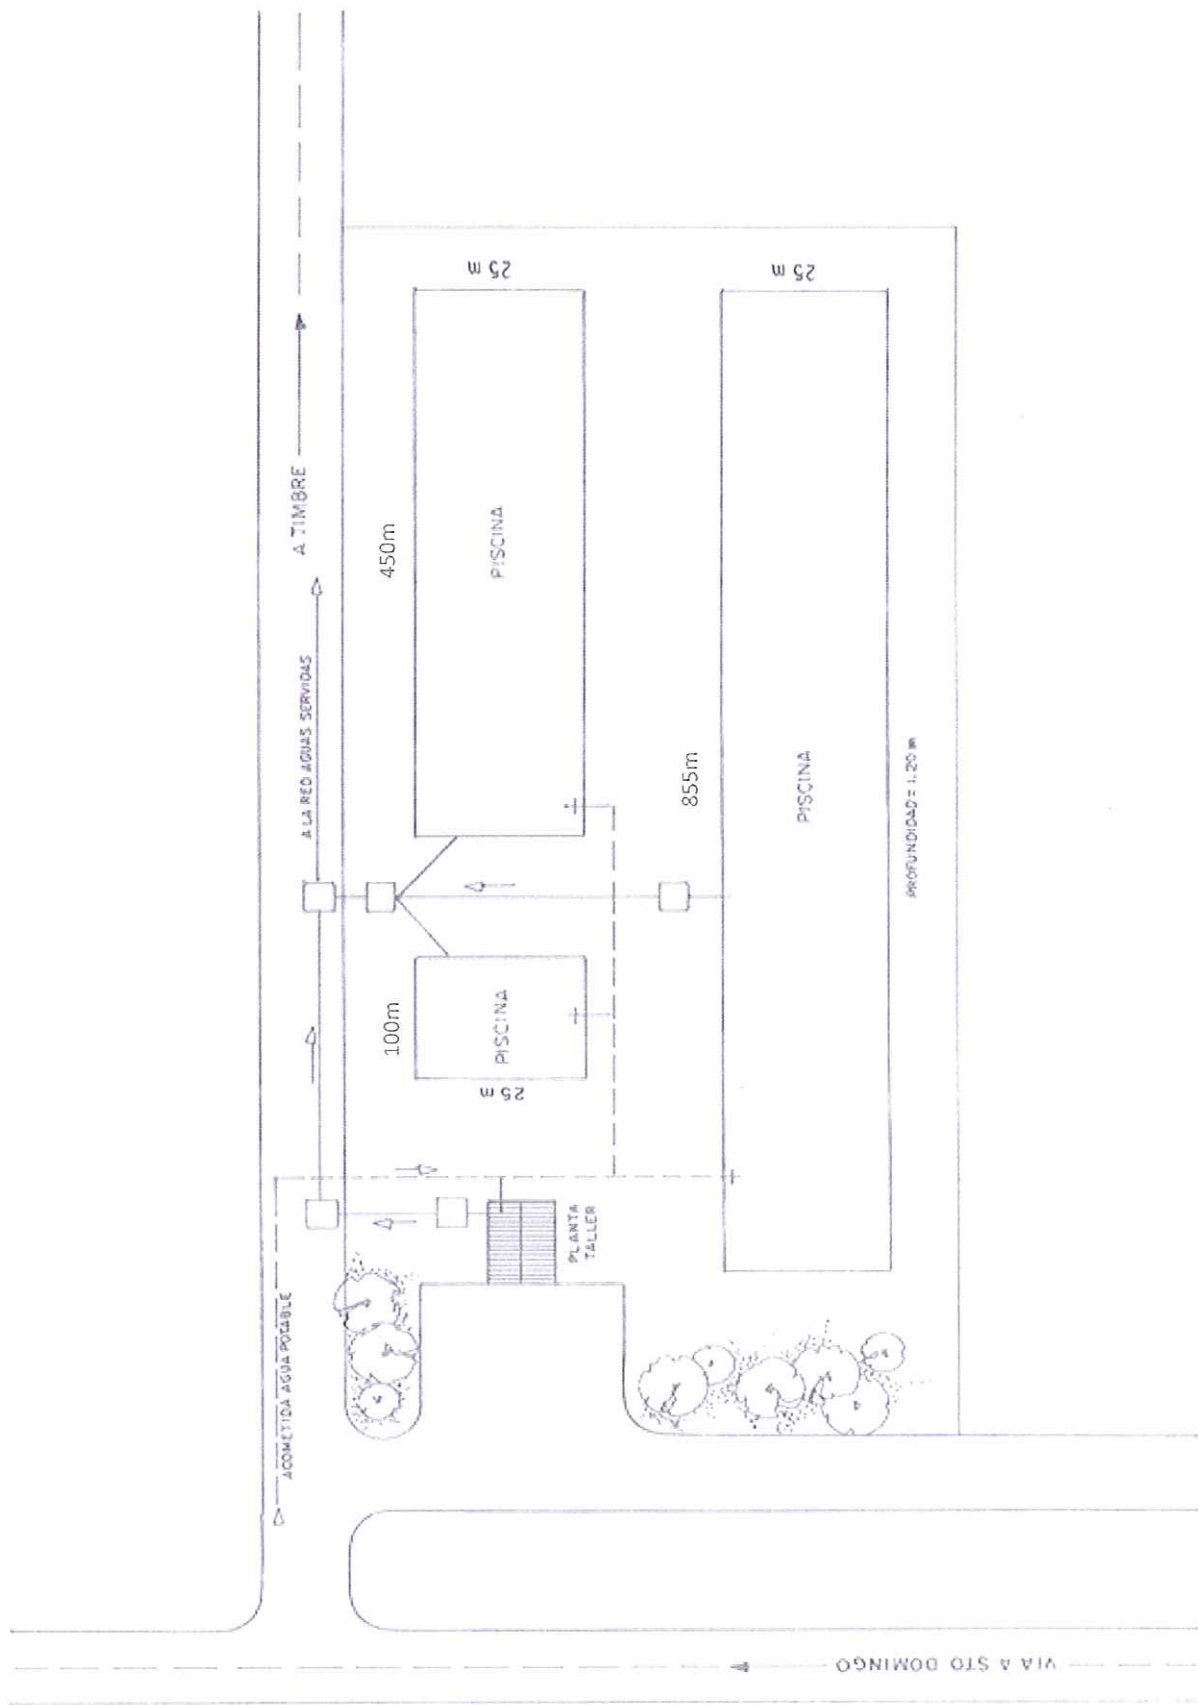 A TIMBRE
A LA RED AGUAS SERVIDAS
ACOMETIDA AGUA POTABLE
450m
25 m
PISCINA
100m
25 m
PISCINA
855m
25 m
PISCINA
PROFUNDIDAD = 1.20 m
PLANTA
TALLER
VIA A STO DOMINGO